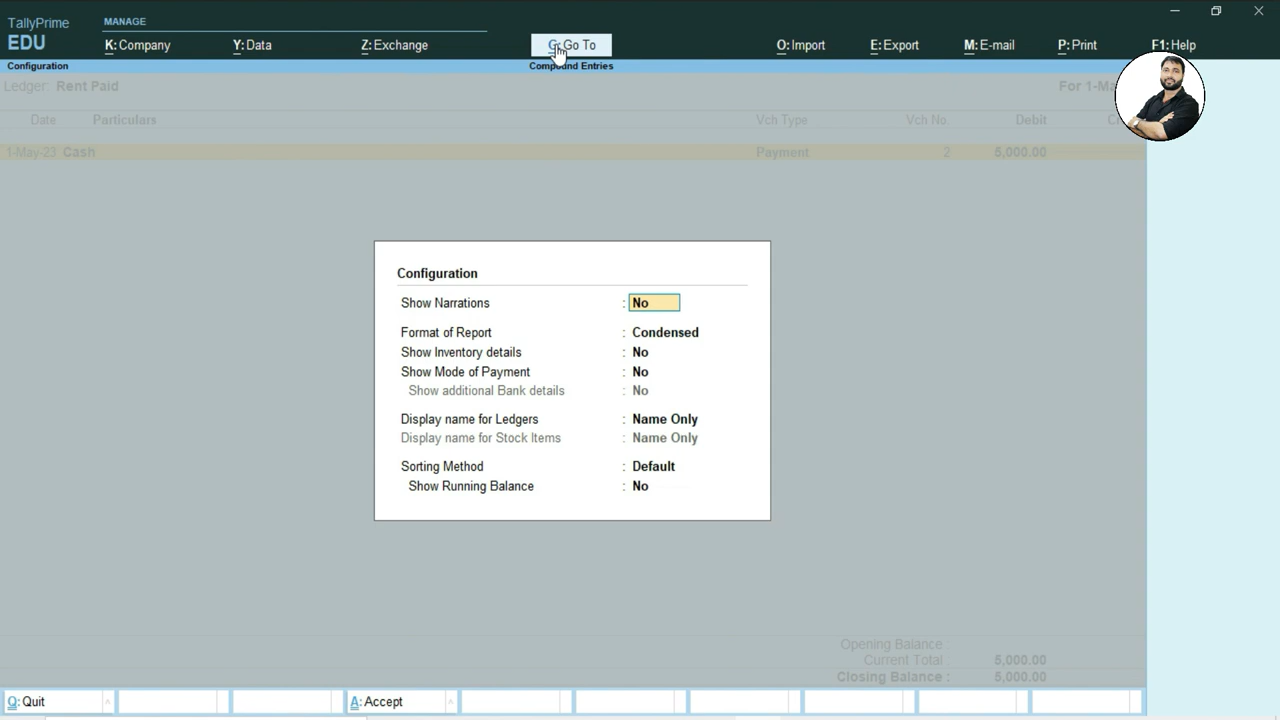 TallyPrime
EDU
MANAGE
K: Company
Y: Data
Z: Exchange
G: Go To
O: Import
E: Export
M: E-mail
P: Print
F1: Help
Configuration
Compound Entries
Ledger: Rent Paid
For 1-Ma
Date Particulars Vch Type Vch No. Debit
1-May-23 Cash Payment 2 5,000.00
Configuration
Show Narrations : No
Format of Report : Condensed
Show Inventory details : No
Show Mode of Payment : No
Show additional Bank details : No
Display name for Ledgers : Name Only
Display name for Stock Items : Name Only
Sorting Method : Default
Show Running Balance : No
Opening Balance :
Current Total : 5,000.00
Closing Balance : 5,000.00
Q: Quit
A: Accept